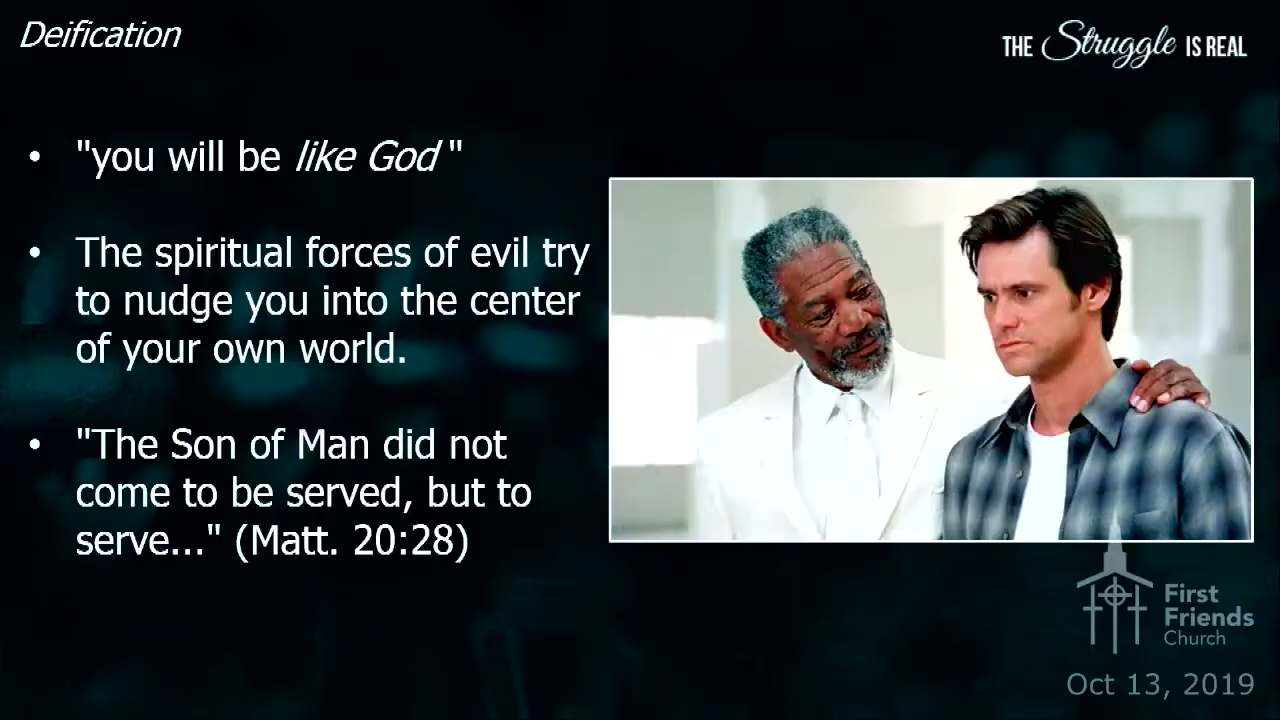 Deification
THE Struggle IS REAL
• "you will be like God "
• The spiritual forces of evil try
to nudge you into the center
of your own world.
• "The Son of Man did not
come to be served, but to
serve..." (Matt. 20:28)
First
Friends
Church
Oct 13, 2019